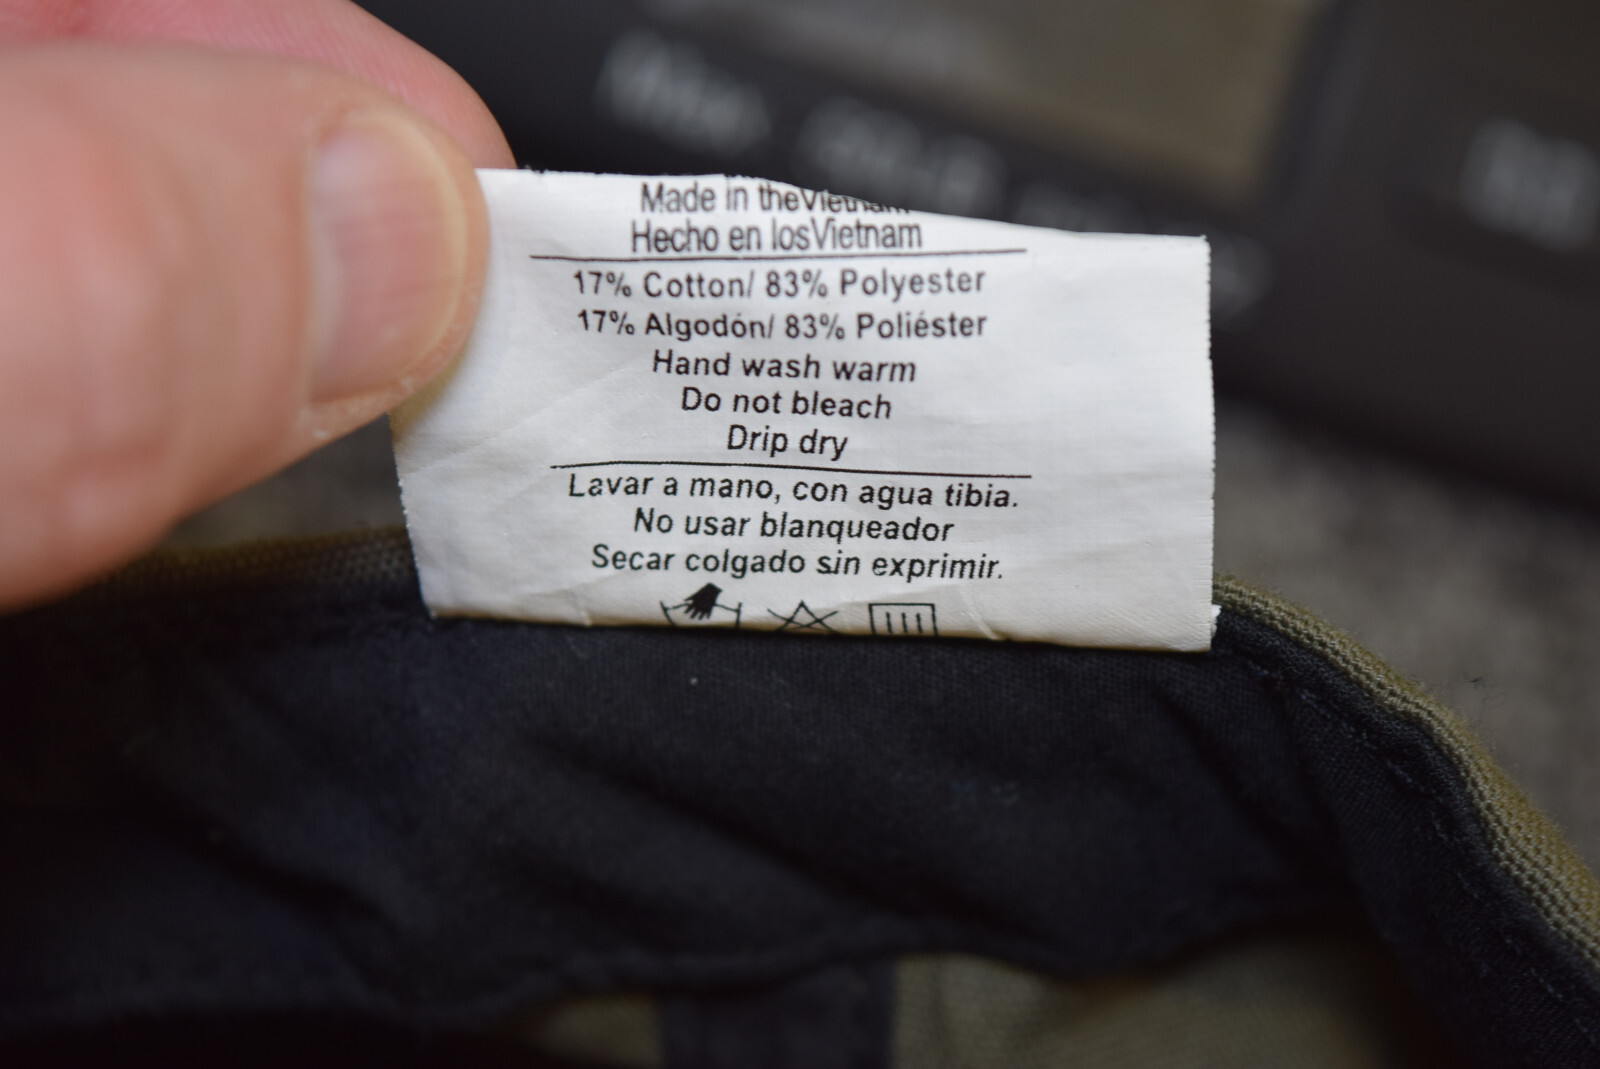 Made in theVietnam
Hecho en losVietnam
17% Cotton/ 83% Polyester
17% Algodón/ 83% Poliéster
Hand wash warm
Do not bleach
Drip dry
Lavar a mano, con agua tibia.
No usar blanqueador
Secar colgado sin exprimir.